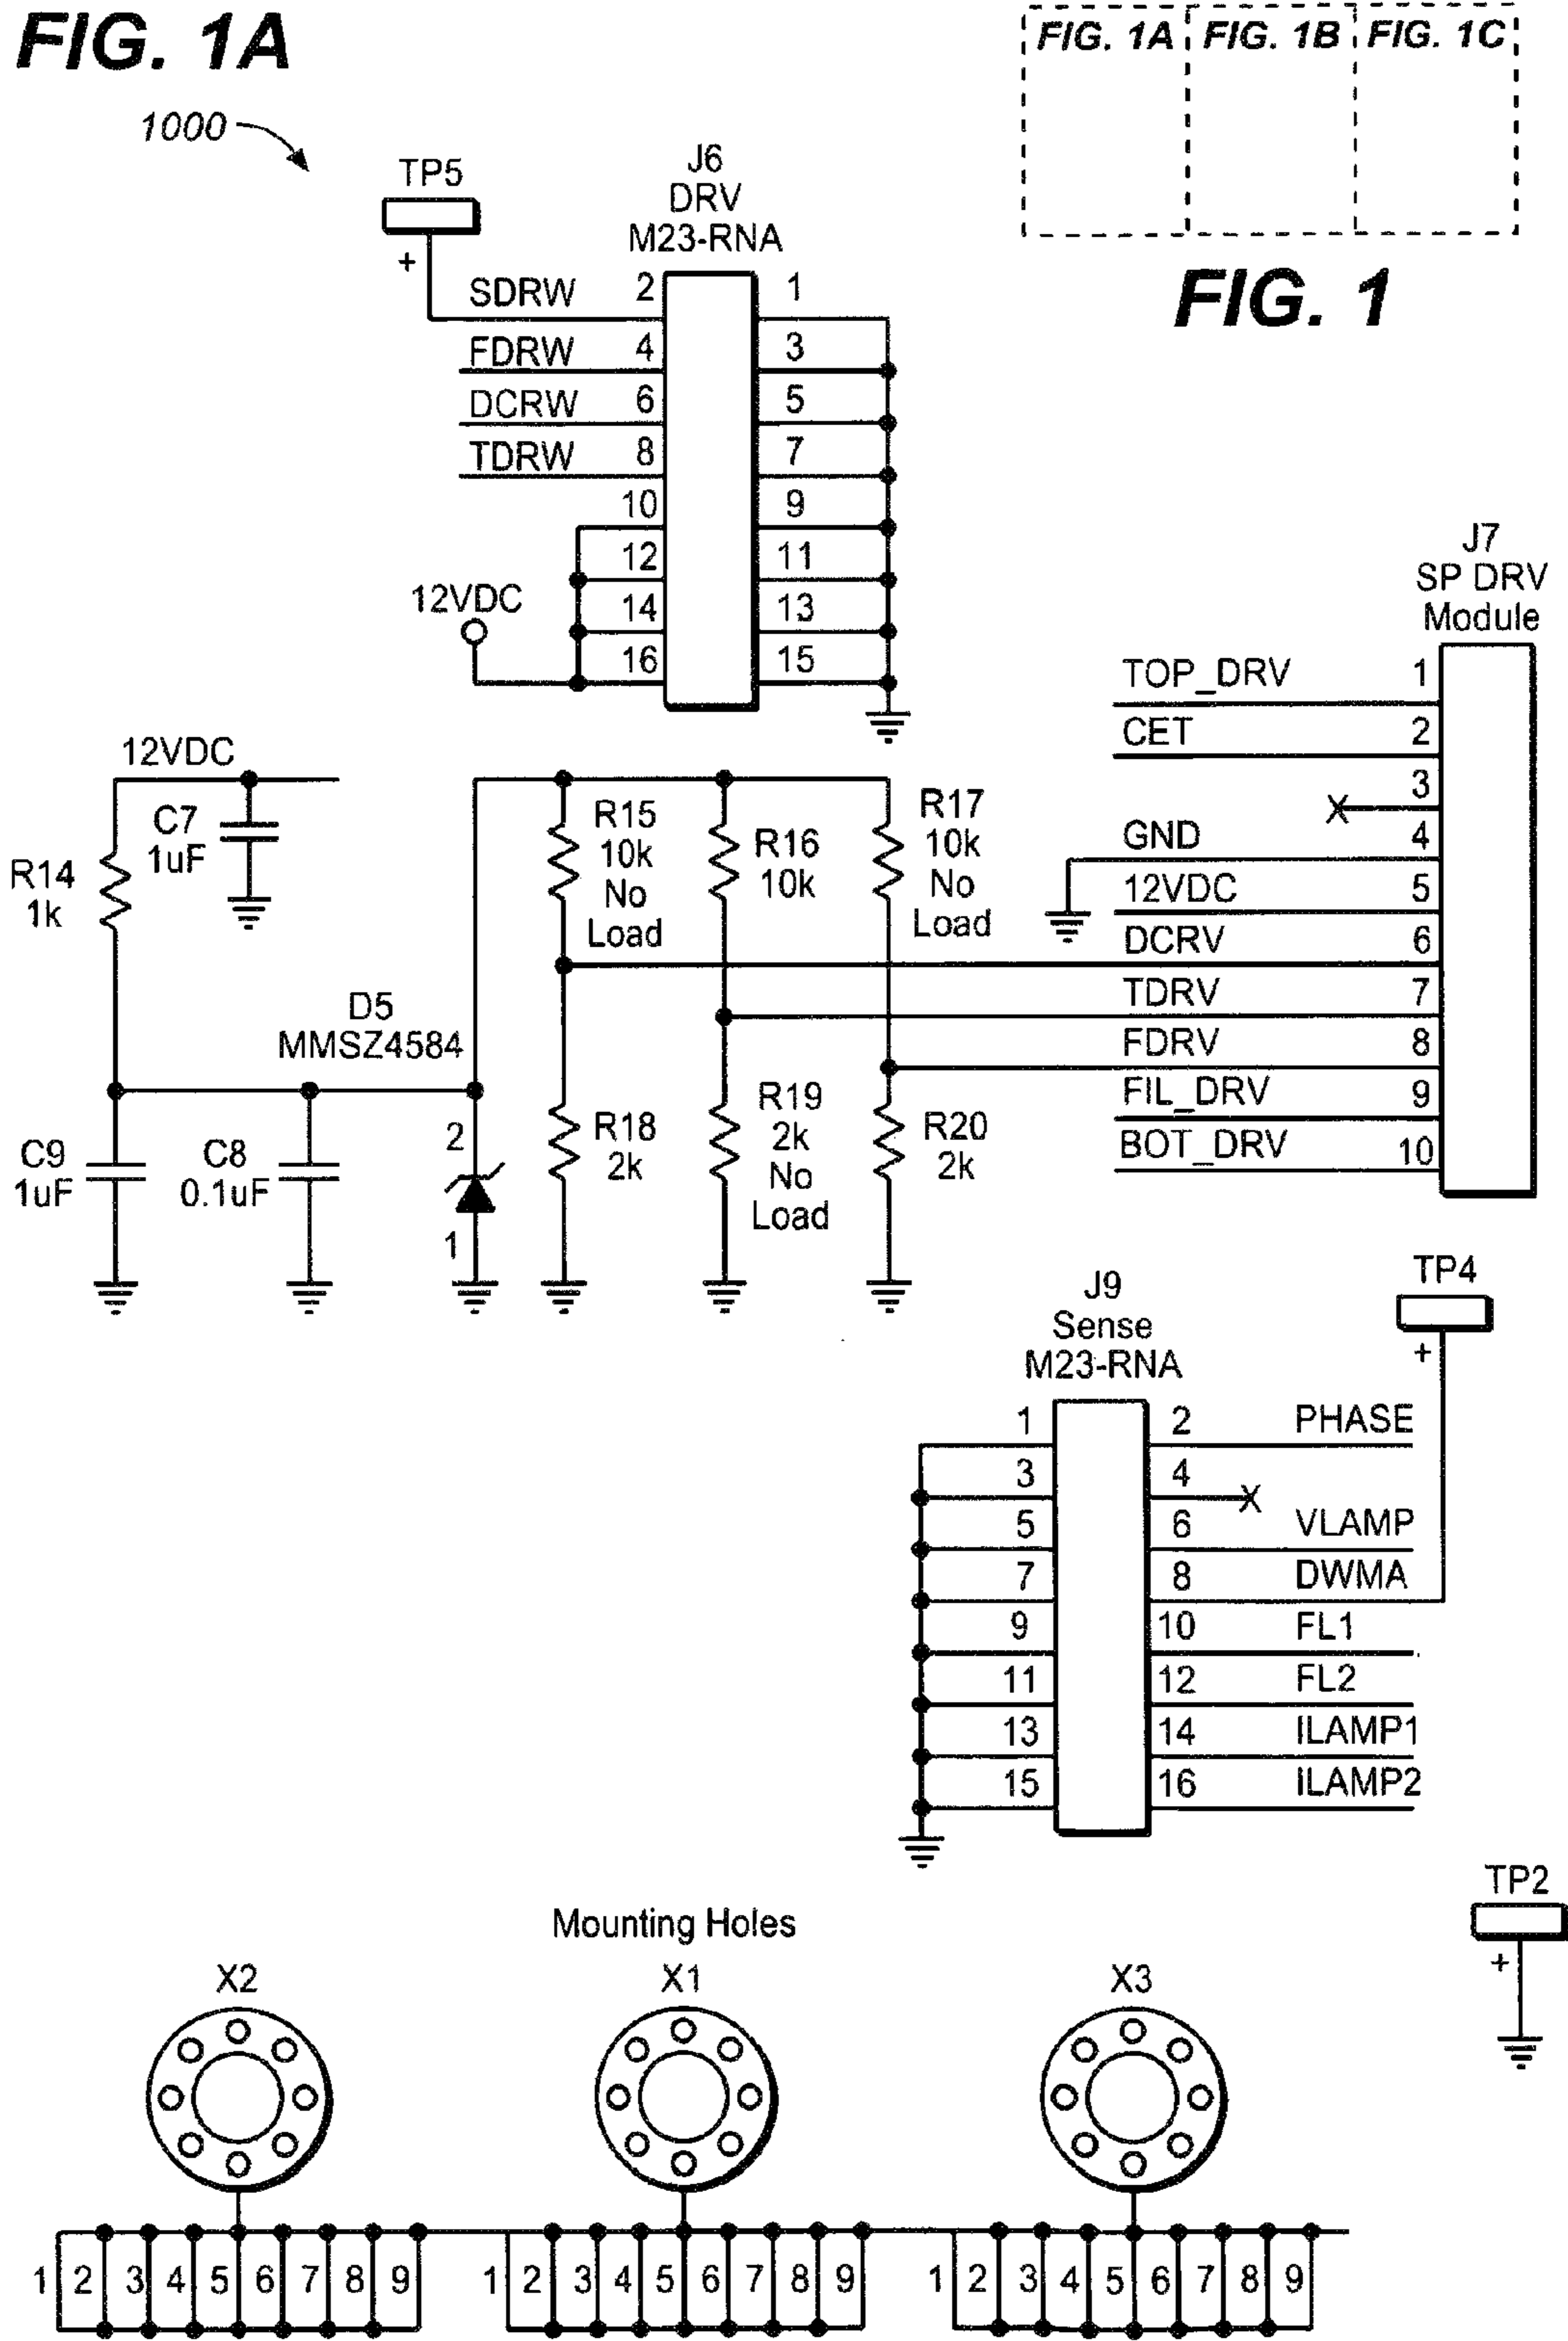 FIG. 1A
FIG. 1A FIG. 1B FIG. 1C
FIG. 1
1000
TP5
+
J6
DRV
M23-RNA
SDRW 2 1
FDRW 4 3
DCRW 6 5
TDRW 8 7
10 9
12 11
12VDC
14 13
16 15
J7
SP DRV
Module
TOP_DRV 1
CET 2
3
X
GND 4
12VDC 5
DCRV 6
TDRV 7
FDRV 8
FIL_DRV 9
BOT_DRV 10
12VDC
C7
1uF
R14
1k
R15
10k
No
Load
R16
10k
R17
10k
No
Load
D5
MMSZ4584
2
1
C9
1uF
C8
0.1uF
R18
2k
R19
2k
No
Load
R20
2k
TP4
+
J9
Sense
M23-RNA
1 2 PHASE
3 4 X
5 6 VLAMP
7 8 DWMA
9 10 FL1
11 12 FL2
13 14 ILAMP1
15 16 ILAMP2
TP2
+
Mounting Holes
X2 X1 X3
1 2 3 4 5 6 7 8 9 1 2 3 4 5 6 7 8 9 1 2 3 4 5 6 7 8 9